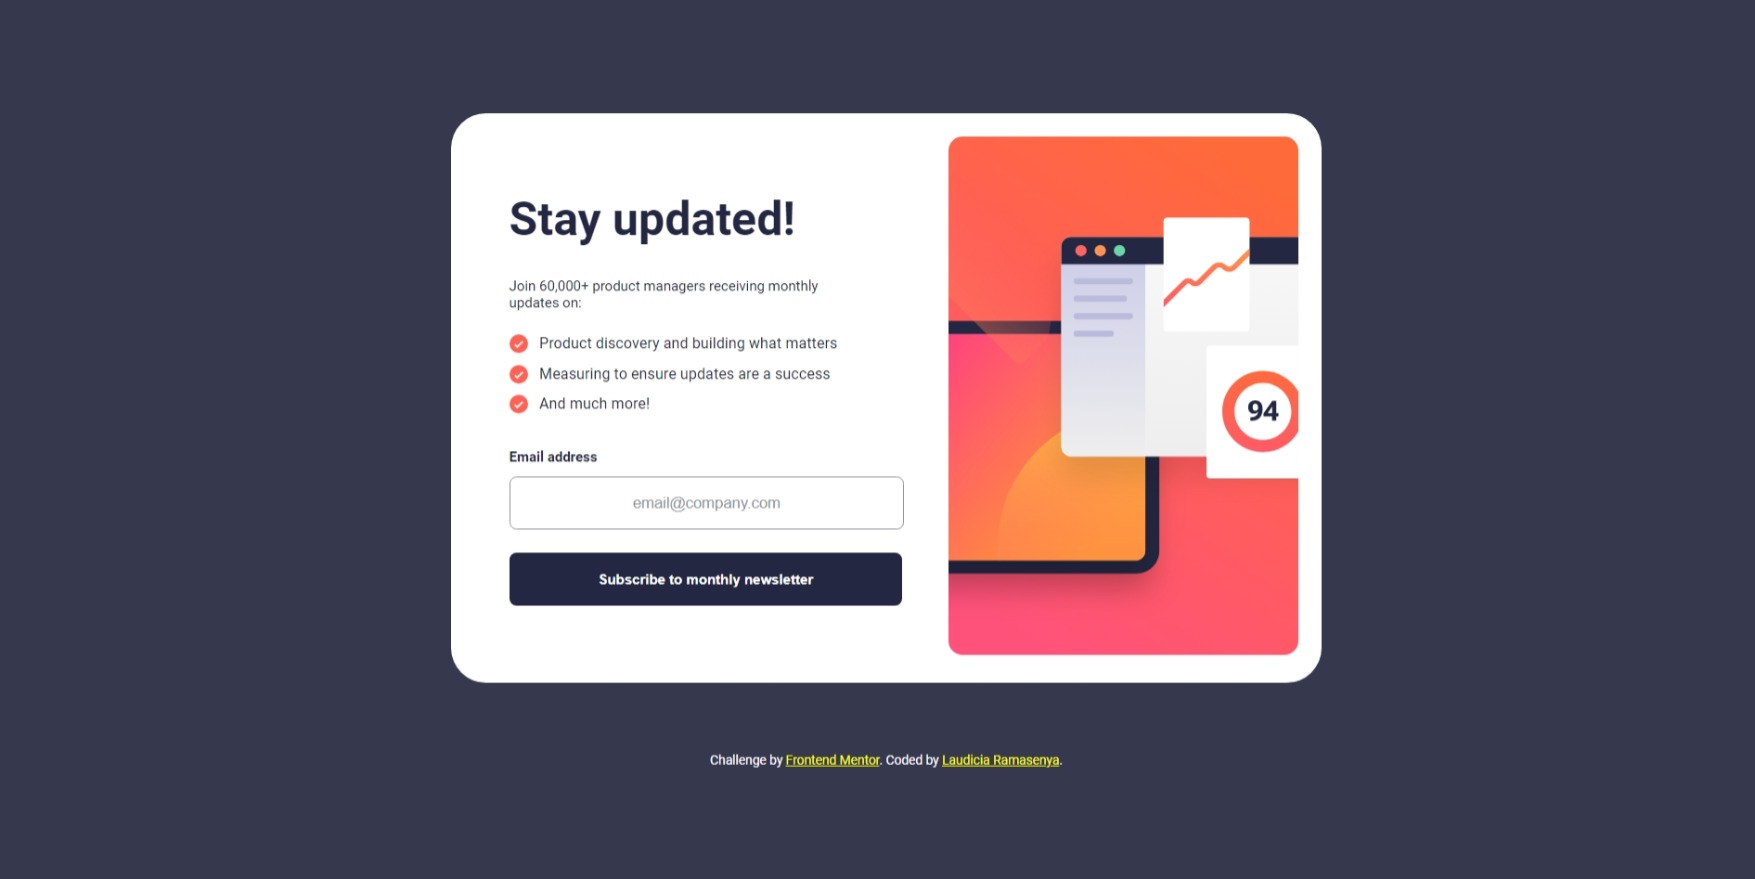 Stay updated!
Join 60,000+ product managers receiving monthly
updates on:
Product discovery and building what matters
Measuring to ensure updates are a success
And much more!
Email address
email@company.com
Subscribe to monthly newsletter
94
Challenge by Frontend Mentor. Coded by Laudicia Ramasenya.